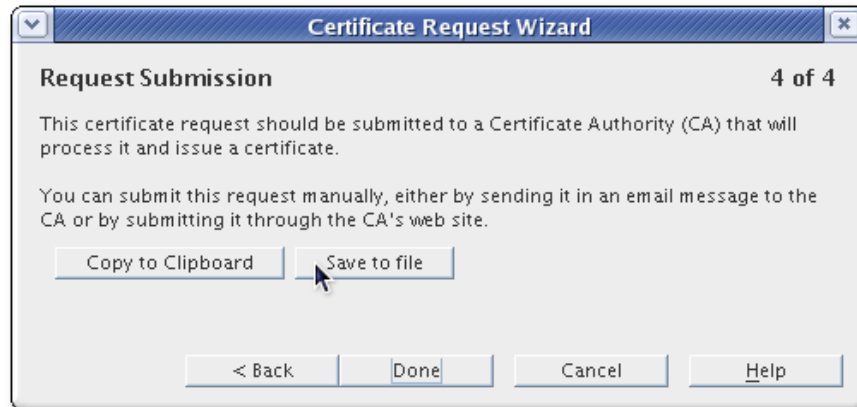 Certificate Request Wizard
Request Submission 4 of 4
This certificate request should be submitted to a Certificate Authority (CA) that will
process it and issue a certificate.
You can submit this request manually, either by sending it in an email message to the
CA or by submitting it through the CA's web site.
Copy to Clipboard Save to file
< Back Done Cancel Help